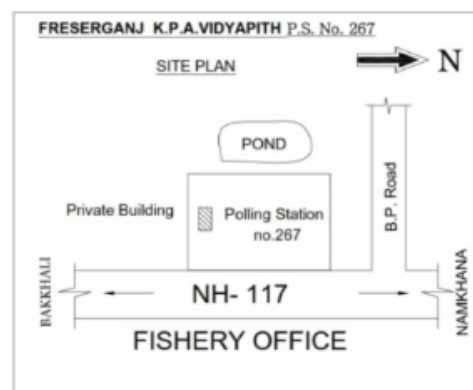 FRESERGANJ K.P.A.VIDYAPITH P.S. No. 267
SITE PLAN
N
POND
B.P. Road
Private Building
Polling Station
no.267
BAKKHALI
NH- 117
NAMKHANA
FISHERY OFFICE